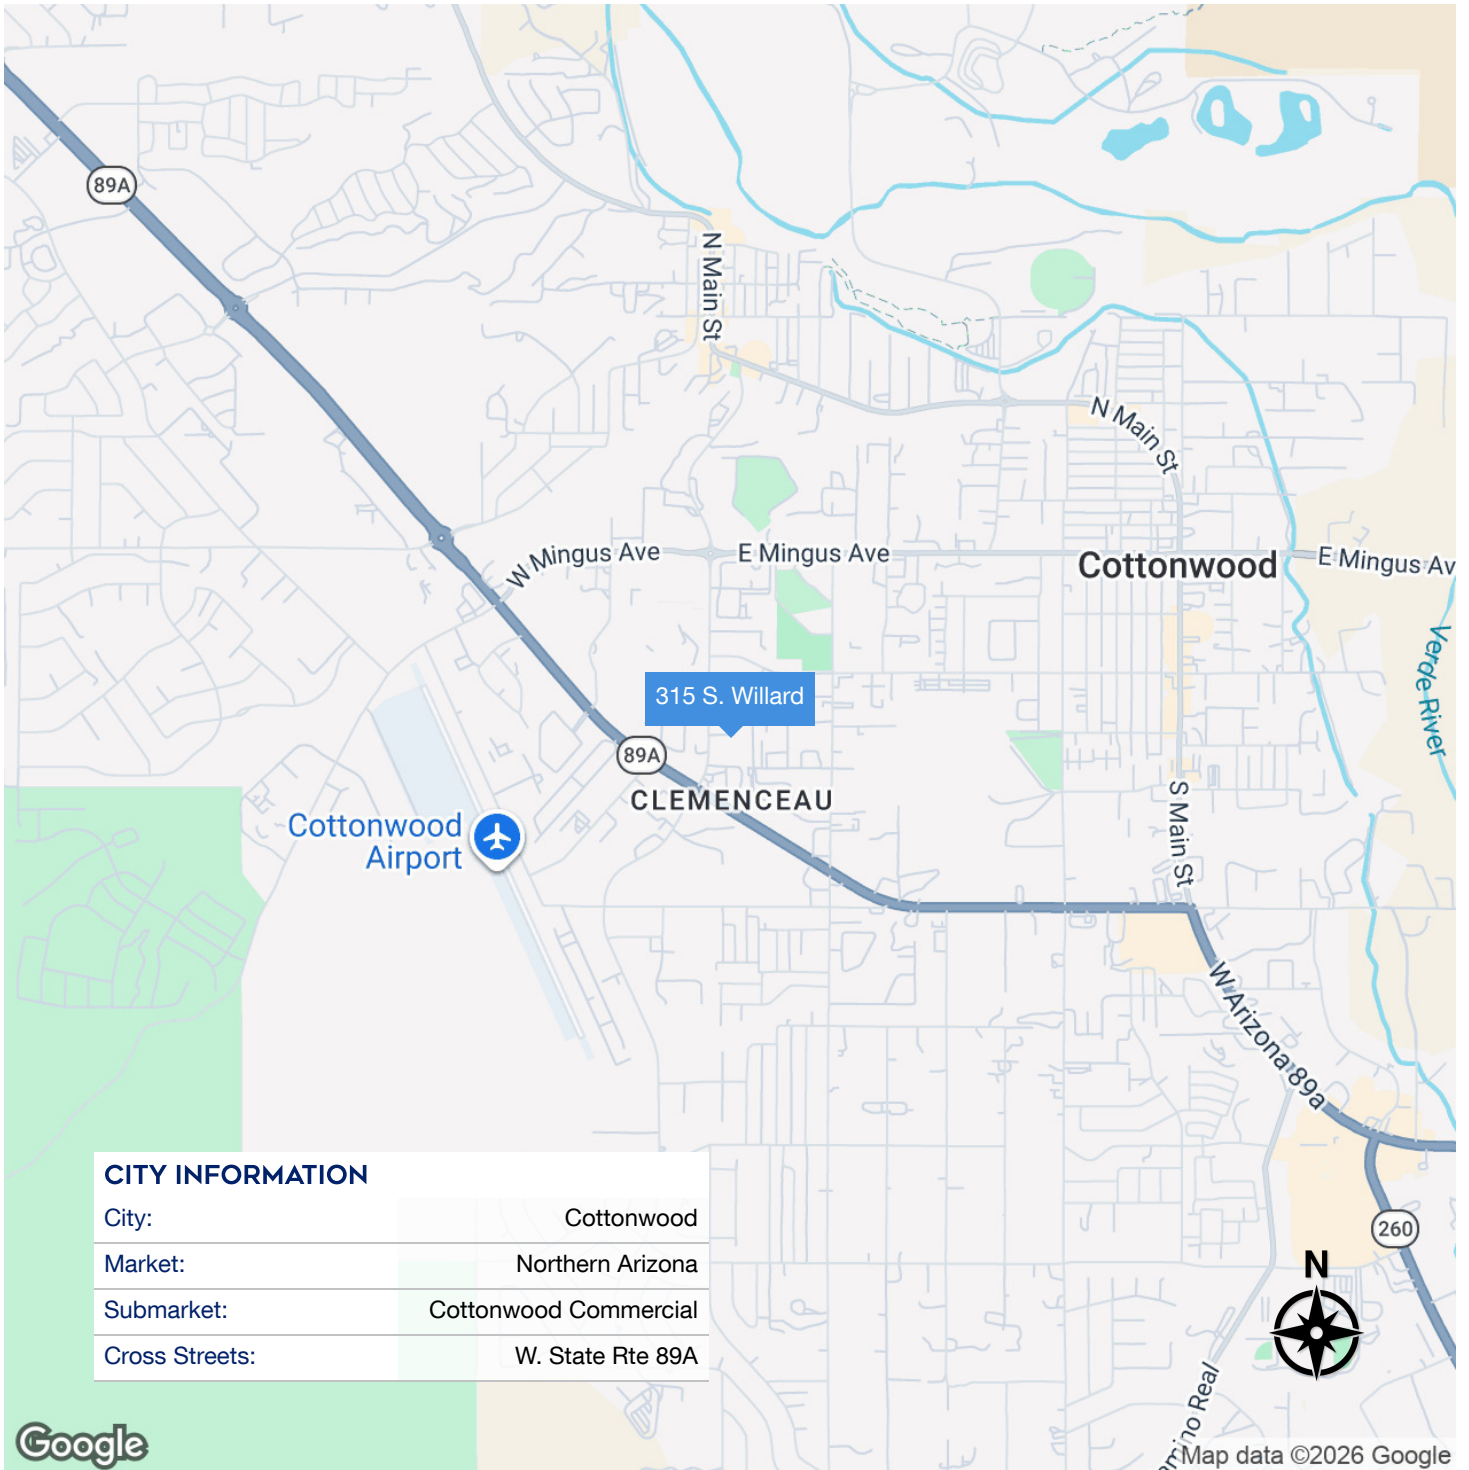 89A
N Main St
N Main St
W Mingus Ave
E Mingus Ave
Cottonwood
E Mingus Av
Verde River
315 S. Willard
89A
CLEMENCEAU
Cottonwood
Airport
S Main St
W Arizona 89a
260
CITY INFORMATION
City: Cottonwood
Market: Northern Arizona
Submarket: Cottonwood Commercial
Cross Streets: W. State Rte 89A
N
mino Real
Google
Map data ©2026 Google